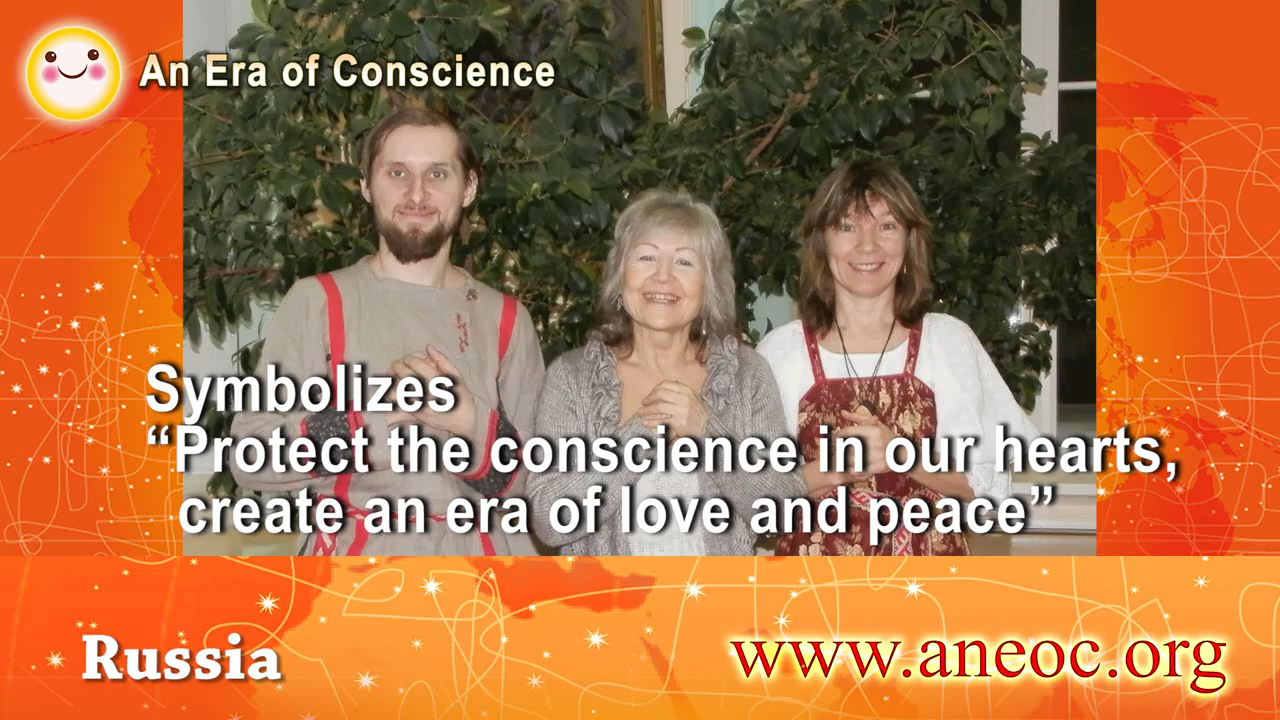 An Era of Conscience
Symbolizes
“Protect the conscience in our hearts,
create an era of love and peace”
Russia
www.aneoc.org